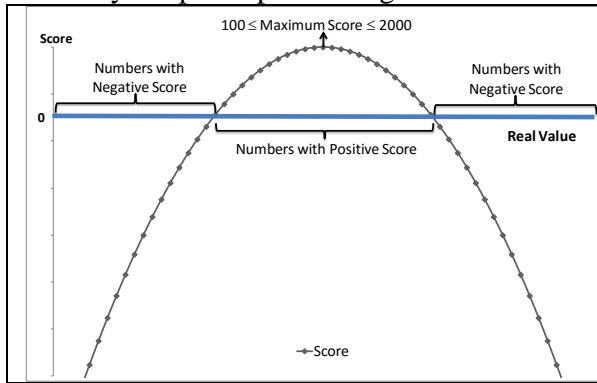 100 ≤ Maximum Score ≤ 2000
Score
Numbers with
Negative Score
Numbers with
Negative Score
0
Real Value
Numbers with Positive Score
Score